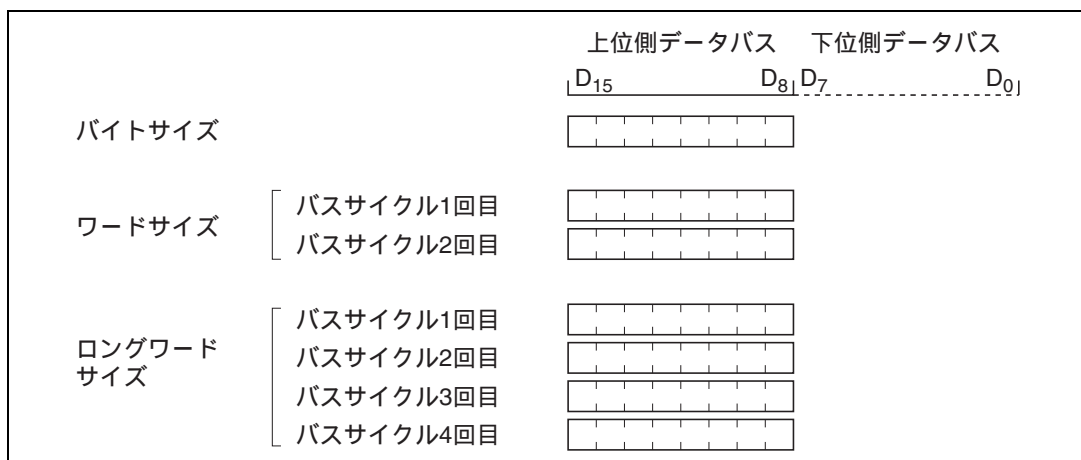 上位側データバス 下位側データバス
D15 D8 D7 D0
バイトサイズ
ワードサイズ
バスサイクル1回目
バスサイクル2回目
ロングワード
サイズ
バスサイクル1回目
バスサイクル2回目
バスサイクル3回目
バスサイクル4回目